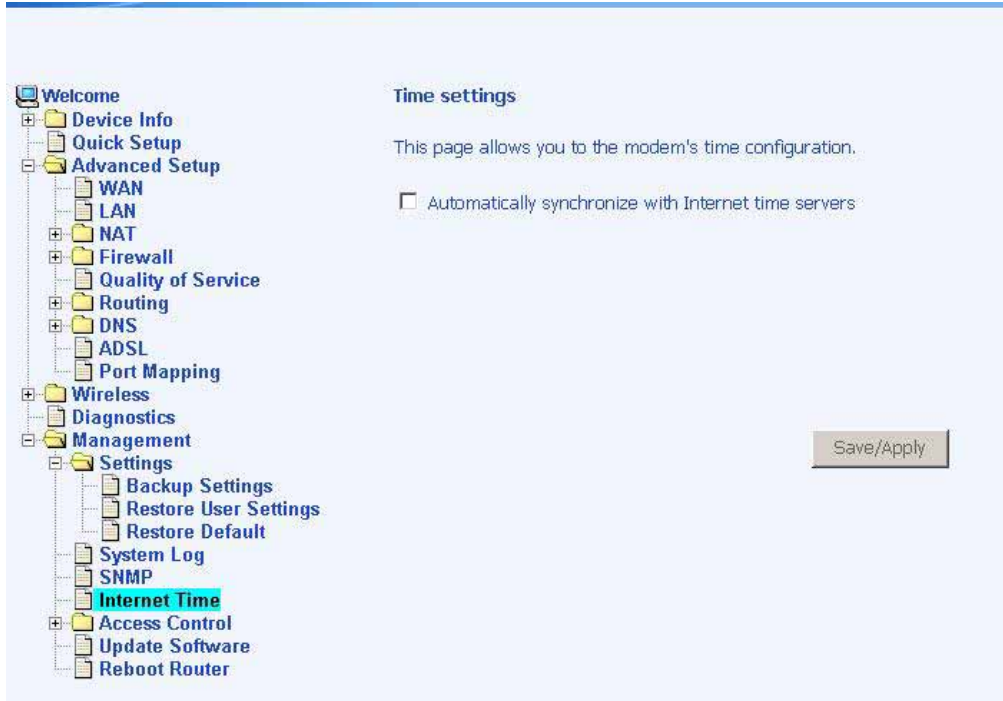 Welcome
Device Info
Quick Setup
Advanced Setup
WAN
LAN
NAT
Firewall
Quality of Service
Routing
DNS
ADSL
Port Mapping
Wireless
Diagnostics
Management
Settings
Backup Settings
Restore User Settings
Restore Default
System Log
SNMP
Internet Time
Access Control
Update Software
Reboot Router
Time settings
This page allows you to the modem's time configuration.
Automatically synchronize with Internet time servers
Save/Apply